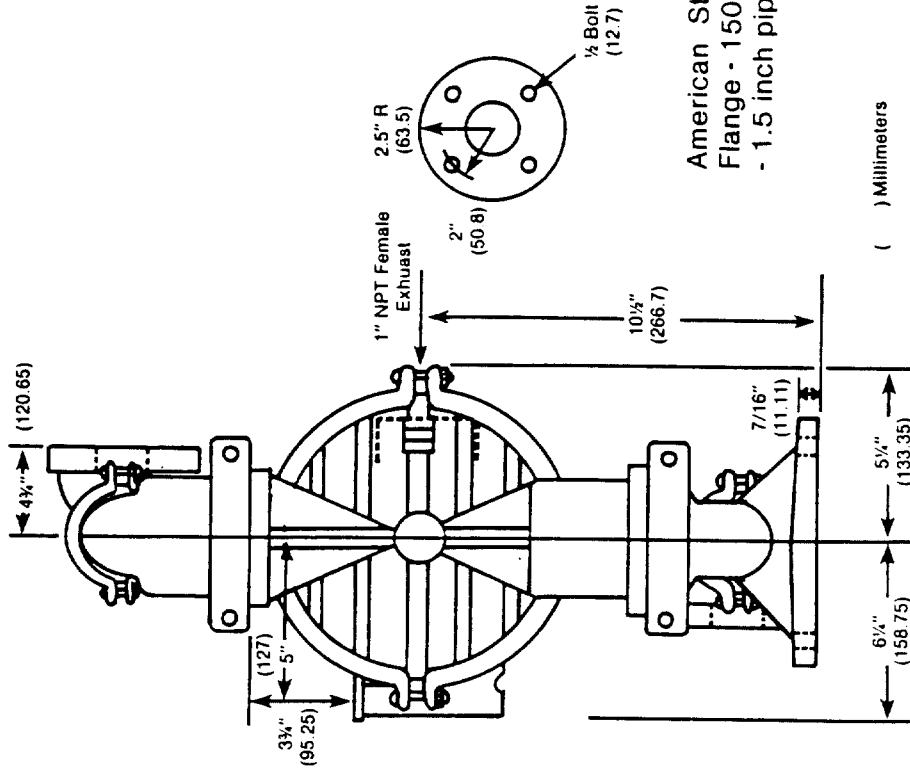 4¾" (120.65)
1" NPT Female
Exhuast
2.5" R
(63.5)
2"
(50 8)
½ Bolt
(12.7)
American St
Flange - 150
- 1.5 inch pip
10½"
(266.7)
7/16"
(11.11)
3¾"
(95.25)
(127)
5"
6¼"
(158.75)
5¼"
(133.35)
( ) Millimeters